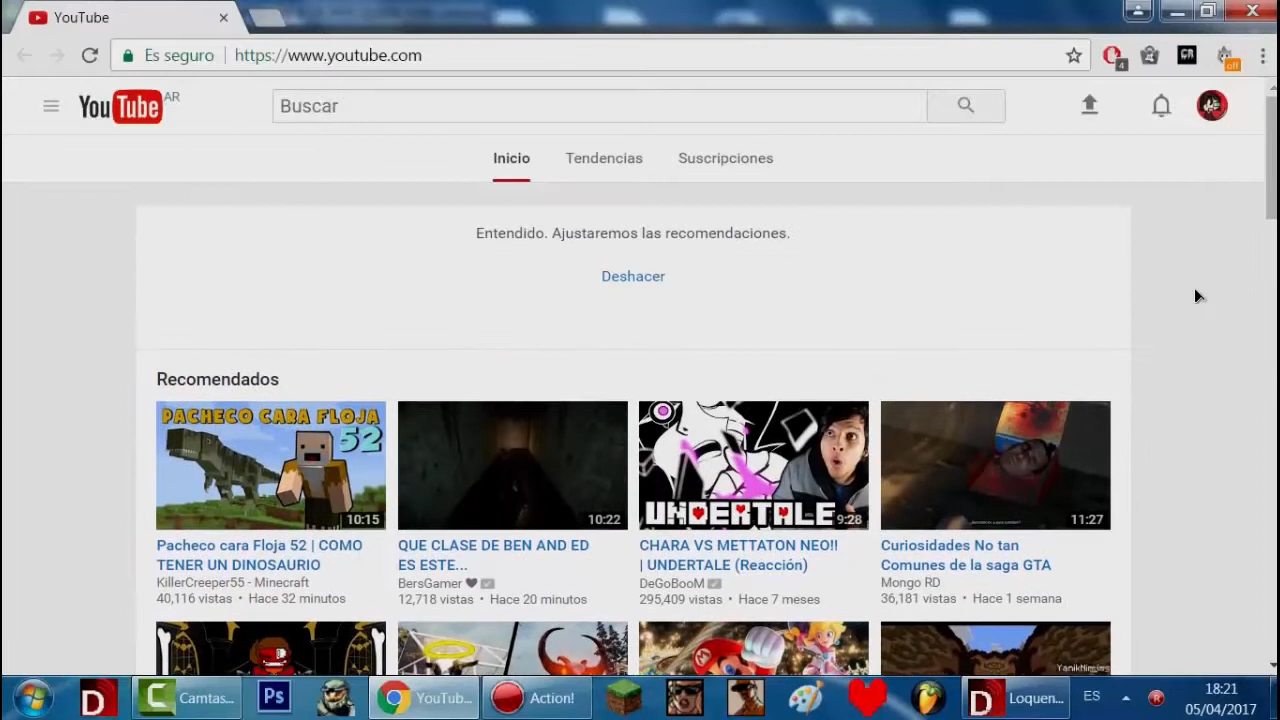 YouTube
Es seguro
https://www.youtube.com
4
GR
off
YouTube AR
Buscar
Inicio
Tendencias
Suscripciones
Entendido. Ajustaremos las recomendaciones.
Deshacer
Recomendados
PACHECO CARA FLOJA
52
10:15
10:22
UNDERTALE
9:28
11:27
Pacheco cara Floja 52 | COMO
TENER UN DINOSAURIO
KillerCreeper55 - Minecraft
40,116 vistas • Hace 32 minutos
QUE CLASE DE BEN AND ED
ES ESTE...
BersGamer ♥
12,718 vistas • Hace 20 minutos
CHARA VS METTATON NEO!!
| UNDERTALE (Reacción)
DeGoBooM
295,409 vistas • Hace 7 meses
Curiosidades No tan
Comunes de la saga GTA
Mongo RD
36,181 vistas • Hace 1 semana
D
Camtas...
Ps
YouTub...
Action!
D
Loquen...
ES
18:21
05/04/2017